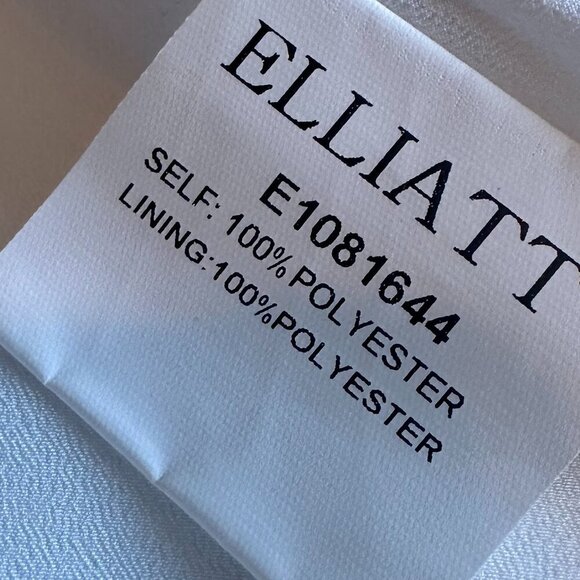 ELLIATT
E1081644
SELF: 100% POLYESTER
LINING:100%POLYESTER